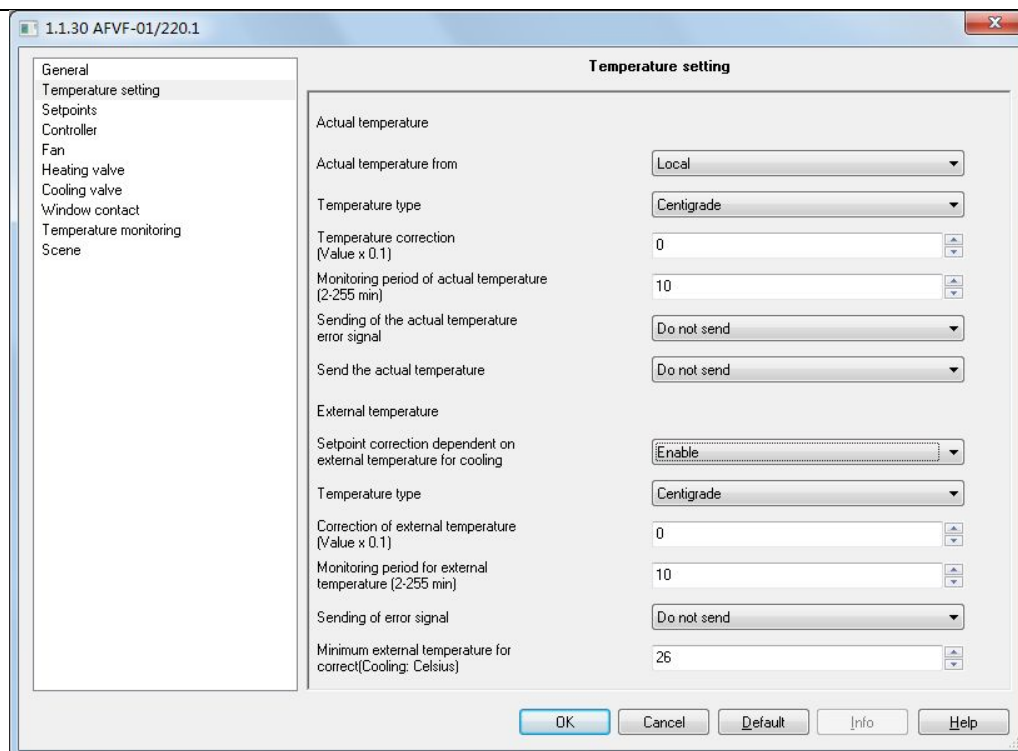 1.1.30 AFVF-01/220.1
General
Temperature setting
Setpoints
Controller
Fan
Heating valve
Cooling valve
Window contact
Temperature monitoring
Scene
Temperature setting
Actual temperature
Actual temperature from
Local
Temperature type
Centigrade
Temperature correction
(Value x 0.1)
0
Monitoring period of actual temperature
(2-255 min)
10
Sending of the actual temperature
error signal
Do not send
Send the actual temperature
Do not send
External temperature
Setpoint correction dependent on
external temperature for cooling
Enable
Temperature type
Centigrade
Correction of external temperature
(Value x 0.1)
0
Monitoring period for external
temperature (2-255 min)
10
Sending of error signal
Do not send
Minimum external temperature for
correct(Cooling: Celsius)
26
OK
Cancel
Default
Info
Help